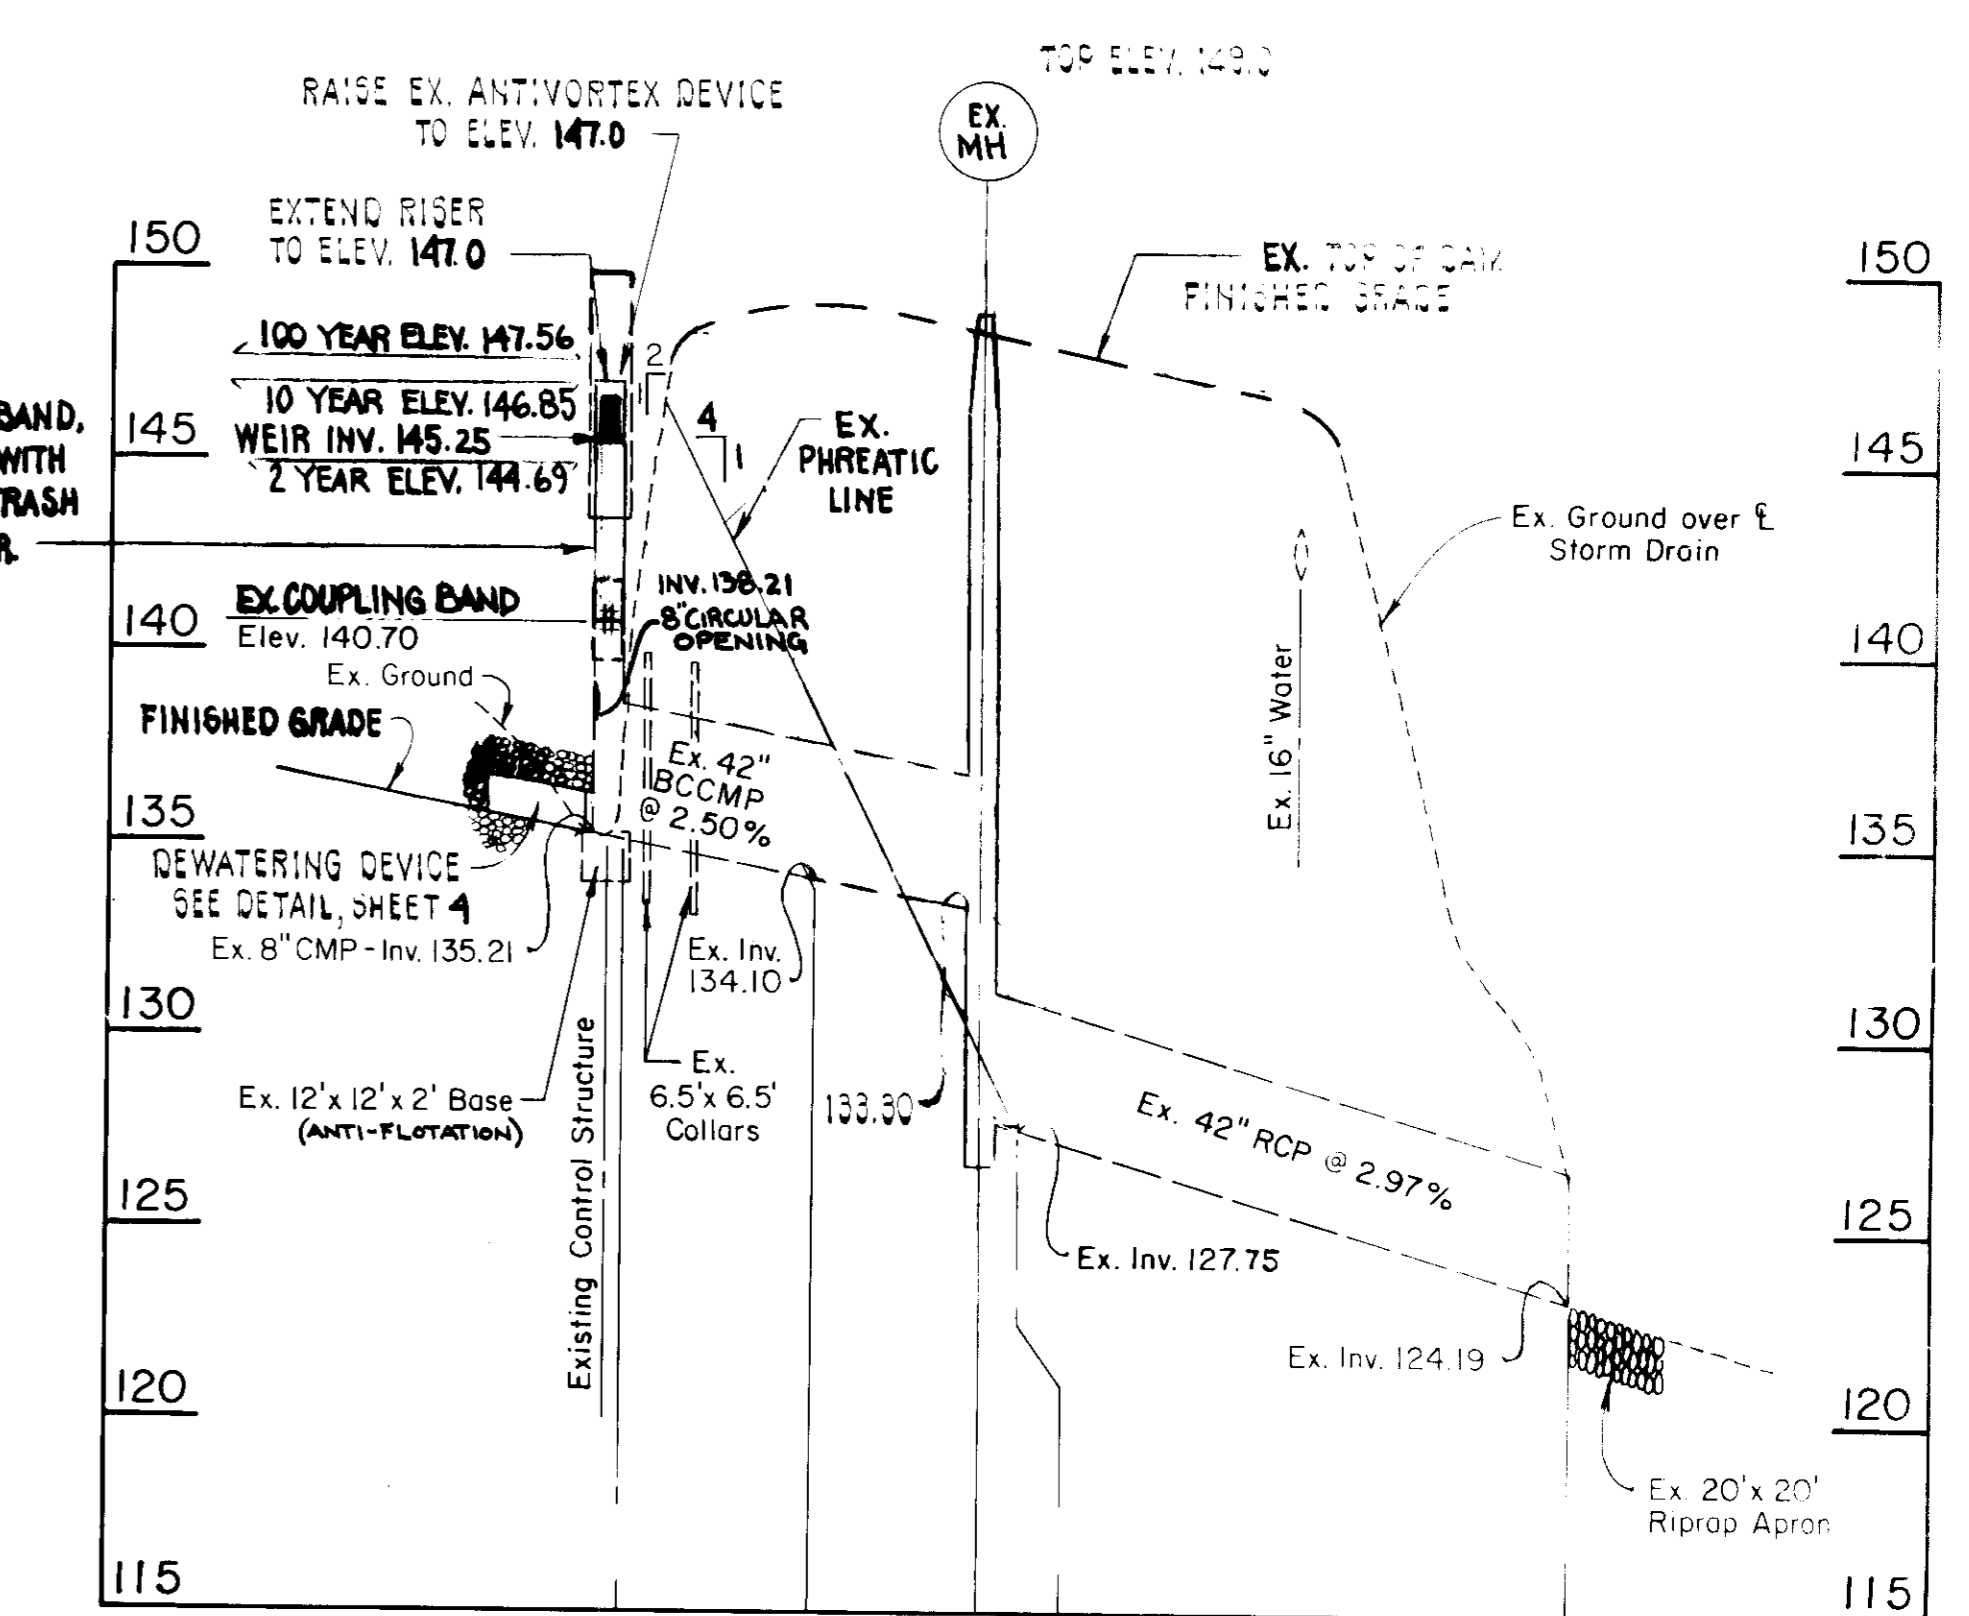 TOP ELEV. 149.0
RAISE EX. ANTIVORTEX DEVICE
TO ELEV. 147.0
EX.
MH
EXTEND RISER
TO ELEV. 147.0
150
150
EX. TOP OF DAM
FINISHED GRADE
100 YEAR ELEV. 147.56
2
1
10 YEAR ELEV. 146.85
BAND,
WITH
TRASH
R.
145
WEIR INV. 145.25
2 YEAR ELEV. 144.69
4
1
EX.
PHREATIC
LINE
145
Ex. Ground over ℄
Storm Drain
INV. 138.21
8" CIRCULAR
OPENING
EX. COUPLING BAND
Elev. 140.70
140
140
Ex. Ground
FINISHED GRADE
Ex. 16" Water
Ex. 42"
BCCMP
@ 2.50%
135
135
DEWATERING DEVICE
SEE DETAIL, SHEET 4
Ex. 8" CMP - Inv. 135.21
Ex. Inv.
134.10
130
130
Existing Control Structure
Ex. 12' x 12' x 2' Base
(ANTI-FLOTATION)
Ex.
6.5' x 6.5'
Collars
133.30
Ex. 42" RCP @ 2.97%
125
125
Ex. Inv. 127.75
Ex. Inv. 124.19
120
120
Ex. 20' x 20'
Riprap Apron
115
115